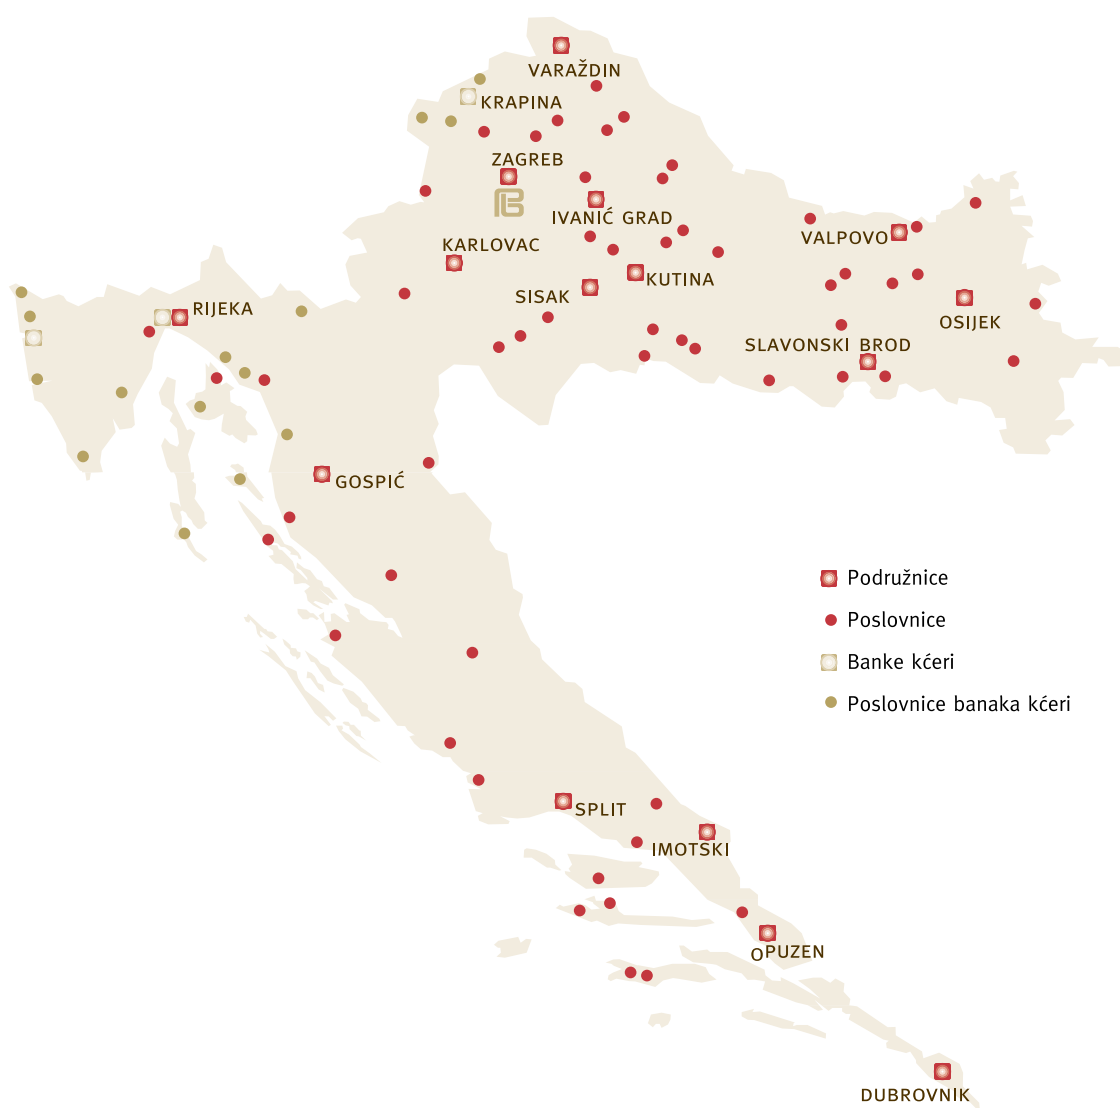 VARAŽDIN
KRAPINA
ZAGREB
IVANIĆ GRAD
VALPOVO
KARLOVAC
KUTINA
SISAK
RIJEKA
OSIJEK
SLAVONSKI BROD
GOSPIĆ
Podružnice
Poslovnice
Banke kćeri
Poslovnice banaka kćeri
SPLIT
IMOTSKI
OPUZEN
DUBROVNIK